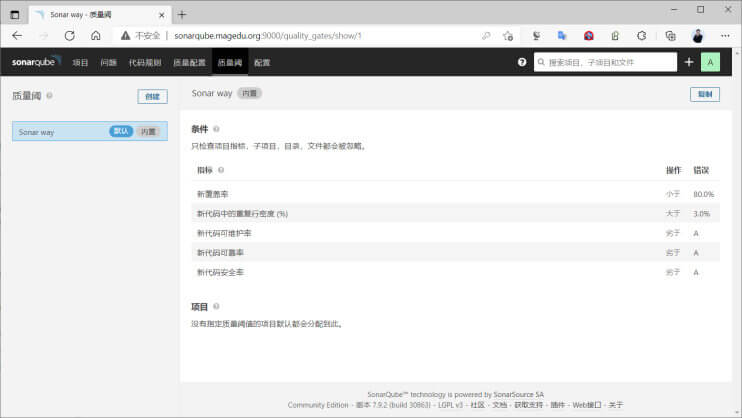 Sonar way - 质量阈
不安全 | sonarqube.magedu.org:9000/quality_gates/show/1
sonarqube 项目 问题 代码规则 质量配置 质量阈 配置 搜索项目、子项目和文件 A
质量阈 创建
Sonar way 内置 复制
Sonar way 默认 内置
条件
只检查项目指标，子项目、目录、文件都会被忽略。
指标 操作 错误
新覆盖率 小于 80.0%
新代码中的重复行密度 (%) 大于 3.0%
新代码可维护率 劣于 A
新代码可靠率 劣于 A
新代码安全率 劣于 A
项目
没有指定质量阈值的项目默认都会分配到此。
SonarQube™ technology is powered by SonarSource SA
Community Edition - 版本 7.9.2 (build 30863) - LGPL v3 - 社区 - 文档 - 获取支持 - 插件 - Web接口 - 关于